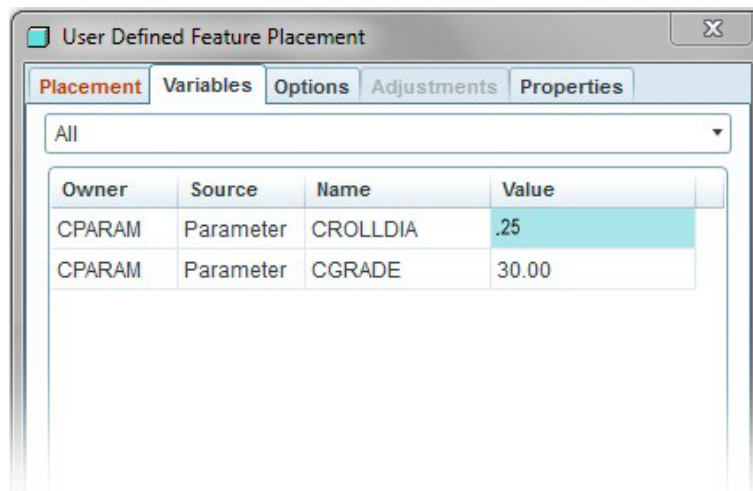 User Defined Feature Placement
Placement Variables Options Adjustments Properties
All
Owner Source Name Value
CPARAM Parameter CROLLDIA .25
CPARAM Parameter CGRADE 30.00